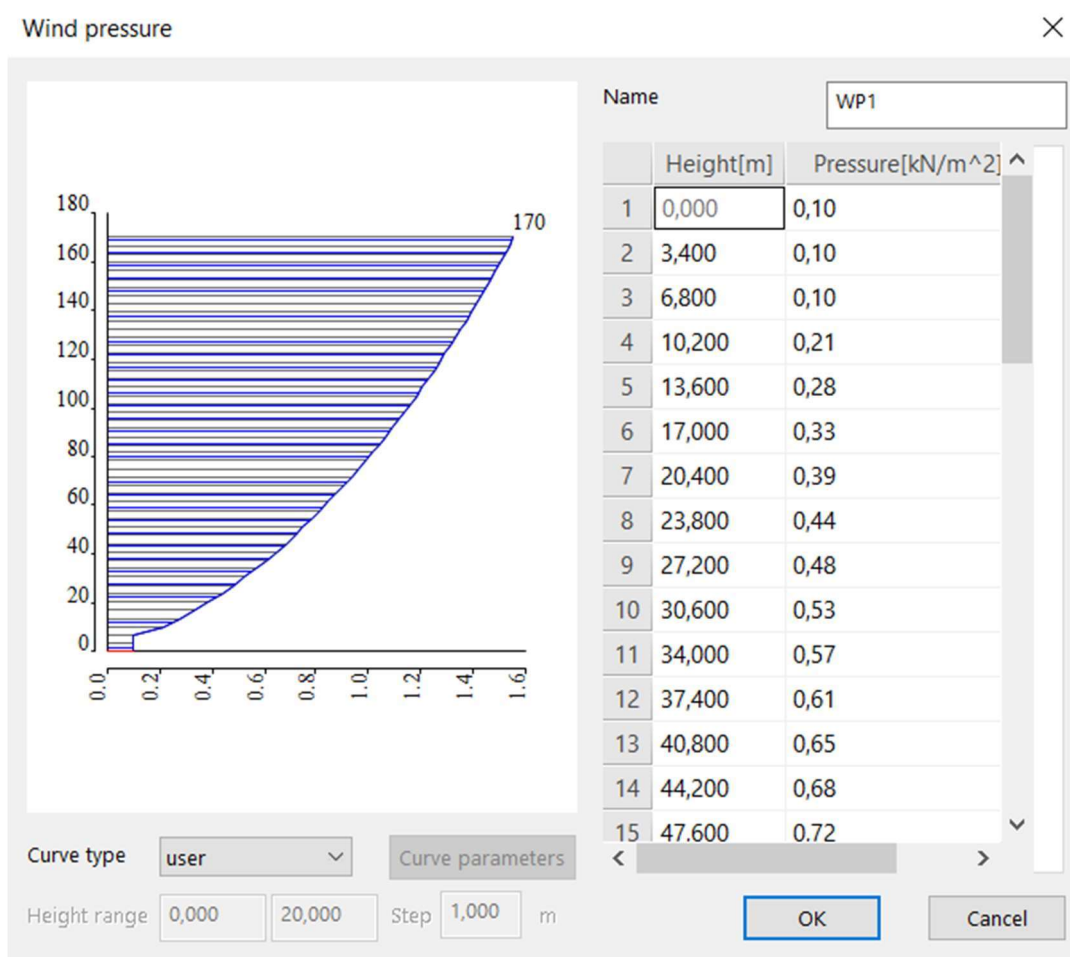 Wind pressure
Name WP1
Height[m] Pressure[kN/m^2]
1 0,000 0,10
2 3,400 0,10
3 6,800 0,10
4 10,200 0,21
5 13,600 0,28
6 17,000 0,33
7 20,400 0,39
8 23,800 0,44
9 27,200 0,48
10 30,600 0,53
11 34,000 0,57
12 37,400 0,61
13 40,800 0,65
14 44,200 0,68
15 47,600 0,72
180
170
160
140
120
100
80
60
40
20
0
0.0 0.2 0.4 0.6 0.8 1.0 1.2 1.4 1.6
Curve type user Curve parameters
Height range 0,000 20,000 Step 1,000 m
OK Cancel